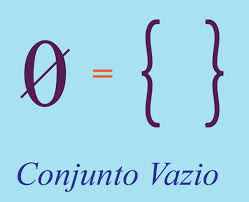 ∅ = { }
Conjunto Vazio